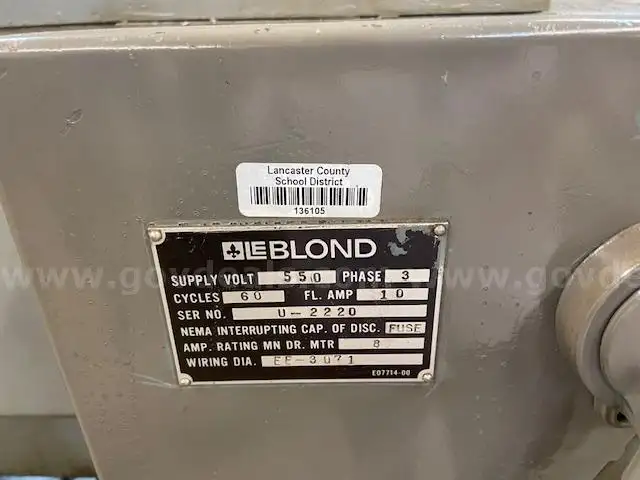 Lancaster County
School District
136105
LEBLOND
SUPPLY VOLT 550 PHASE 3
CYCLES 60 FL. AMP 10
SER NO. U-2220
NEMA INTERRUPTING CAP. OF DISC. FUSE
AMP. RATING MN DR. MTR 8
WIRING DIA. EE-3071
E07714-00